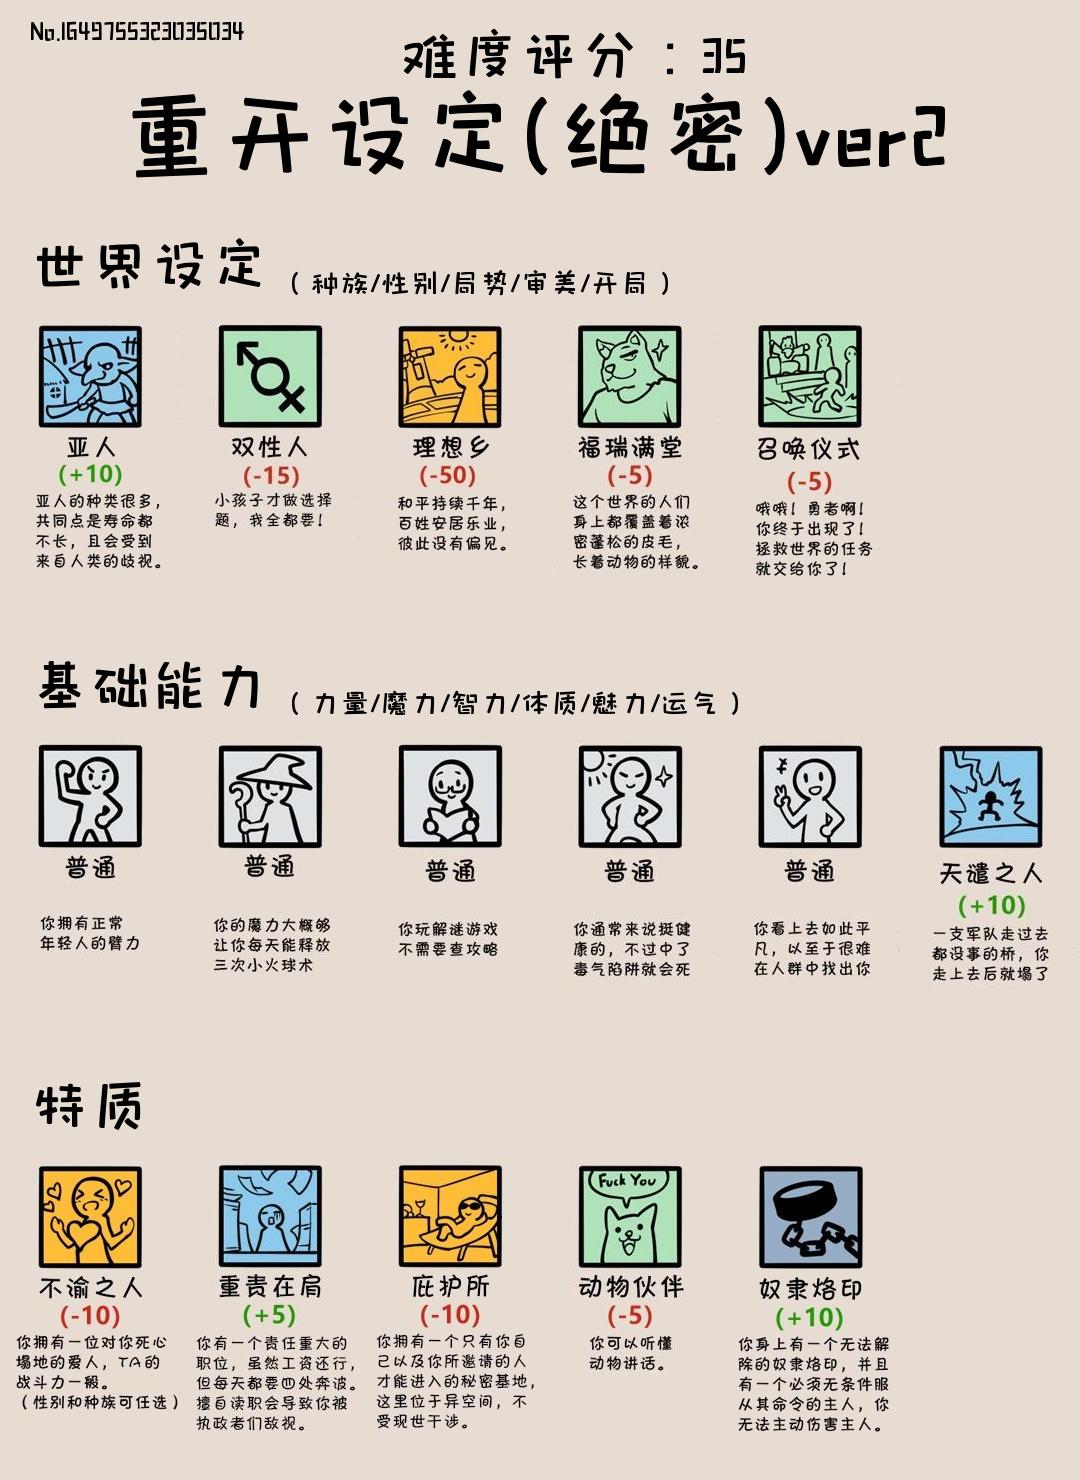 No.1649755323035034
难度评分：35
重开设定(绝密)ver2
世界设定
( 种族/性别/局势/审美/开局 )
亚人
(+10)
亚人的种类很多，
共同点是寿命都
不长，且会受到
来自人类的歧视。
双性人
(-15)
小孩子才做选择
题，我全都要！
理想乡
(-50)
和平持续千年，
百姓安居乐业，
彼此没有偏见。
福瑞满堂
(-5)
这个世界的人们
身上都覆盖着浓
密蓬松的皮毛，
长着动物的样貌。
召唤仪式
(-5)
哦哦！勇者啊！
你终于出现了！
拯救世界的任务
就交给你了！
基础能力
( 力量/魔力/智力/体质/魅力/运气 )
普通
你拥有正常
年轻人的臂力
普通
你的魔力大概够
让你每天能释放
三次小火球术
普通
你玩解谜游戏
不需要查攻略
普通
你通常来说挺健
康的，不过中了
毒气陷阱就会死
普通
你看上去如此平
凡，以至于很难
在人群中找出你
天谴之人
(+10)
一支军队走过去
都没事的桥，你
走上去后就塌了
特质
不渝之人
(-10)
你拥有一位对你死心
塌地的爱人，TA的
战斗力一般。
（性别和种族可任选）
重责在肩
(+5)
你有一个责任重大的
职位，虽然工资还行，
但每天都要四处奔波。
擅自渎职会导致你被
执政者们敌视。
庇护所
(-10)
你拥有一个只有你自
己以及你所邀请的人
才能进入的秘密基地，
这里位于异空间，不
受现世干涉。
Fuck You
动物伙伴
(-5)
你可以听懂
动物讲话。
奴隶烙印
(+10)
你身上有一个无法解
除的奴隶烙印，并且
有一个必须无条件服
从其命令的主人，你
无法主动伤害主人。